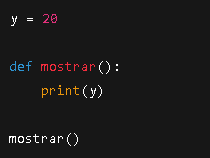 y = 20

def mostrar():
    print(y)

mostrar()